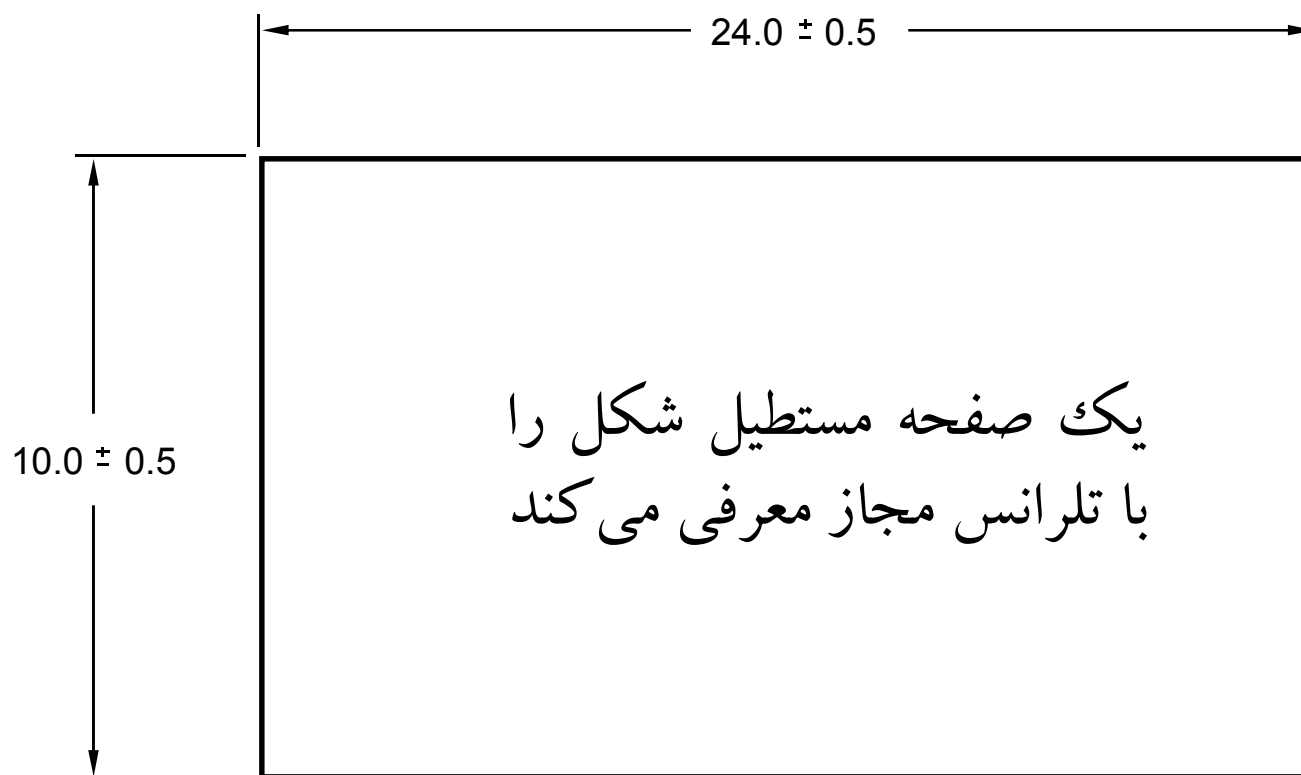 24.0 ± 0.5
10.0 ± 0.5
یک صفحه مستطیل شکل را
با تلرانس مجاز معرفی می کند